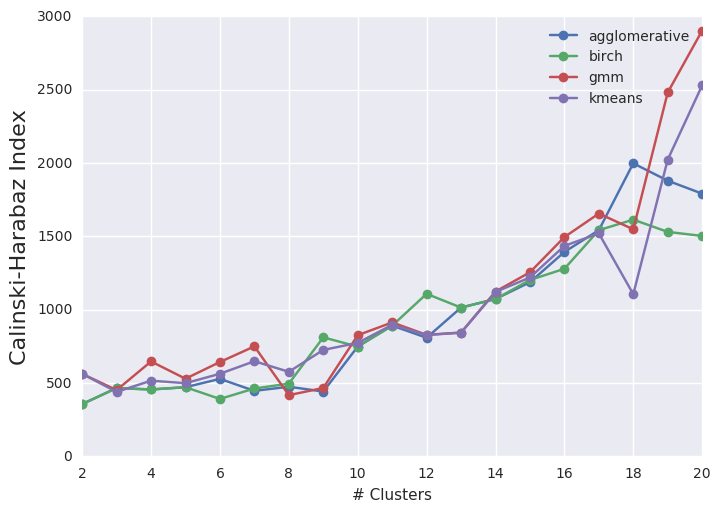 3000
2500
2000
1500
1000
500
0
Calinski-Harabaz Index
agglomerative
birch
gmm
kmeans
2 4 6 8 10 12 14 16 18 20
# Clusters